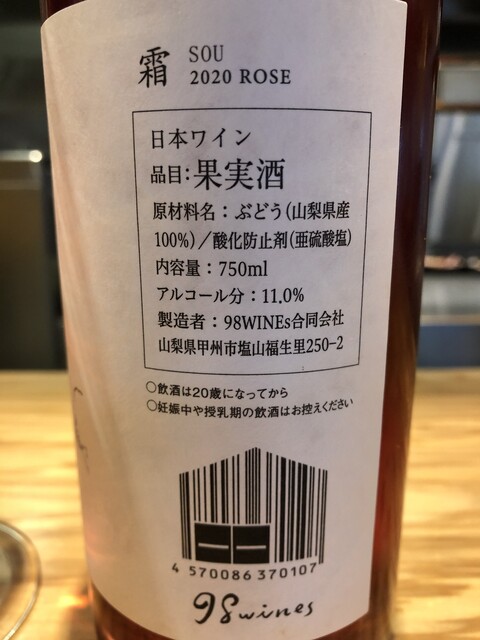 霜 SOU
2020 ROSE
日本ワイン
品目：果実酒
原材料名：ぶどう(山梨県産
100%)／酸化防止剤(亜硫酸塩)
内容量：750ml
アルコール分：11.0%
製造者：98WINEs合同会社
山梨県甲州市塩山福生里250-2
○飲酒は20歳になってから
○妊娠中や授乳期の飲酒はお控えください
4 570086 370107
98wines